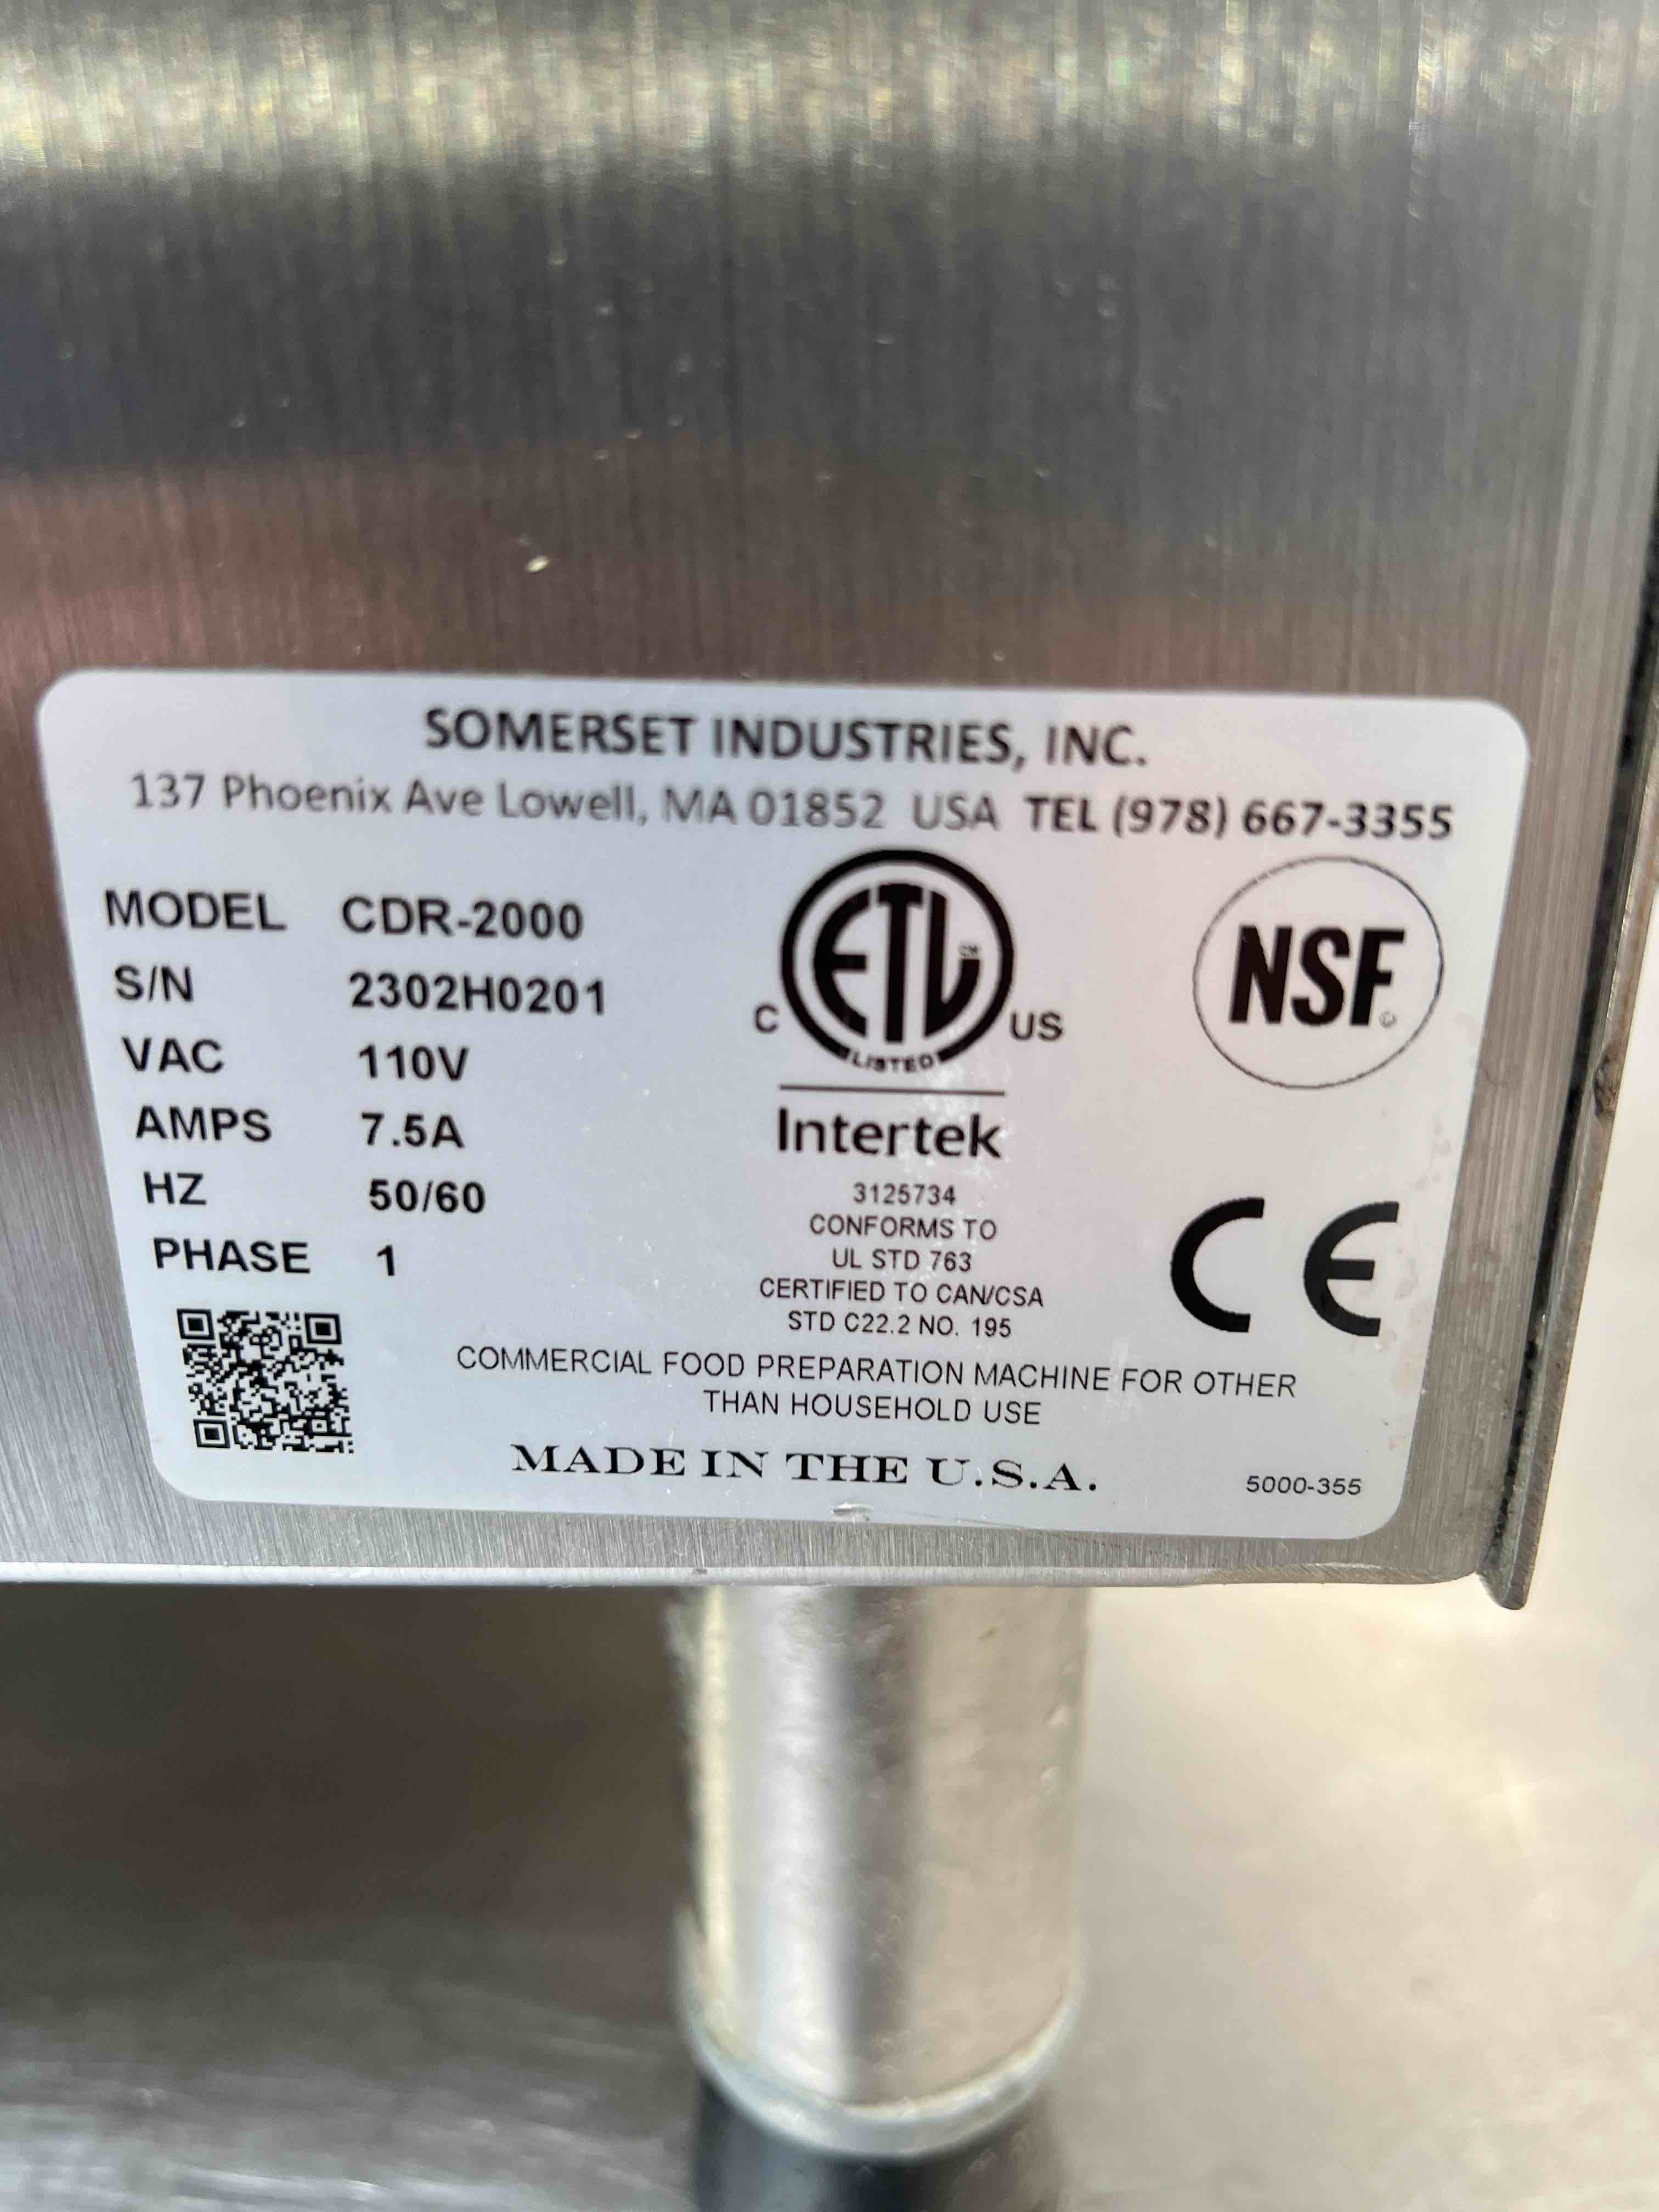 SOMERSET INDUSTRIES, INC.
137 Phoenix Ave Lowell, MA 01852 USA TEL (978) 667-3355
MODEL CDR-2000
S/N 2302H0201
VAC 110V
AMPS 7.5A
HZ 50/60
PHASE 1
C ETL US
LISTED
Intertek
3125734
CONFORMS TO
UL STD 763
CERTIFIED TO CAN/CSA
STD C22.2 NO. 195
NSF
CE
COMMERCIAL FOOD PREPARATION MACHINE FOR OTHER
THAN HOUSEHOLD USE
MADE IN THE U.S.A.
5000-355